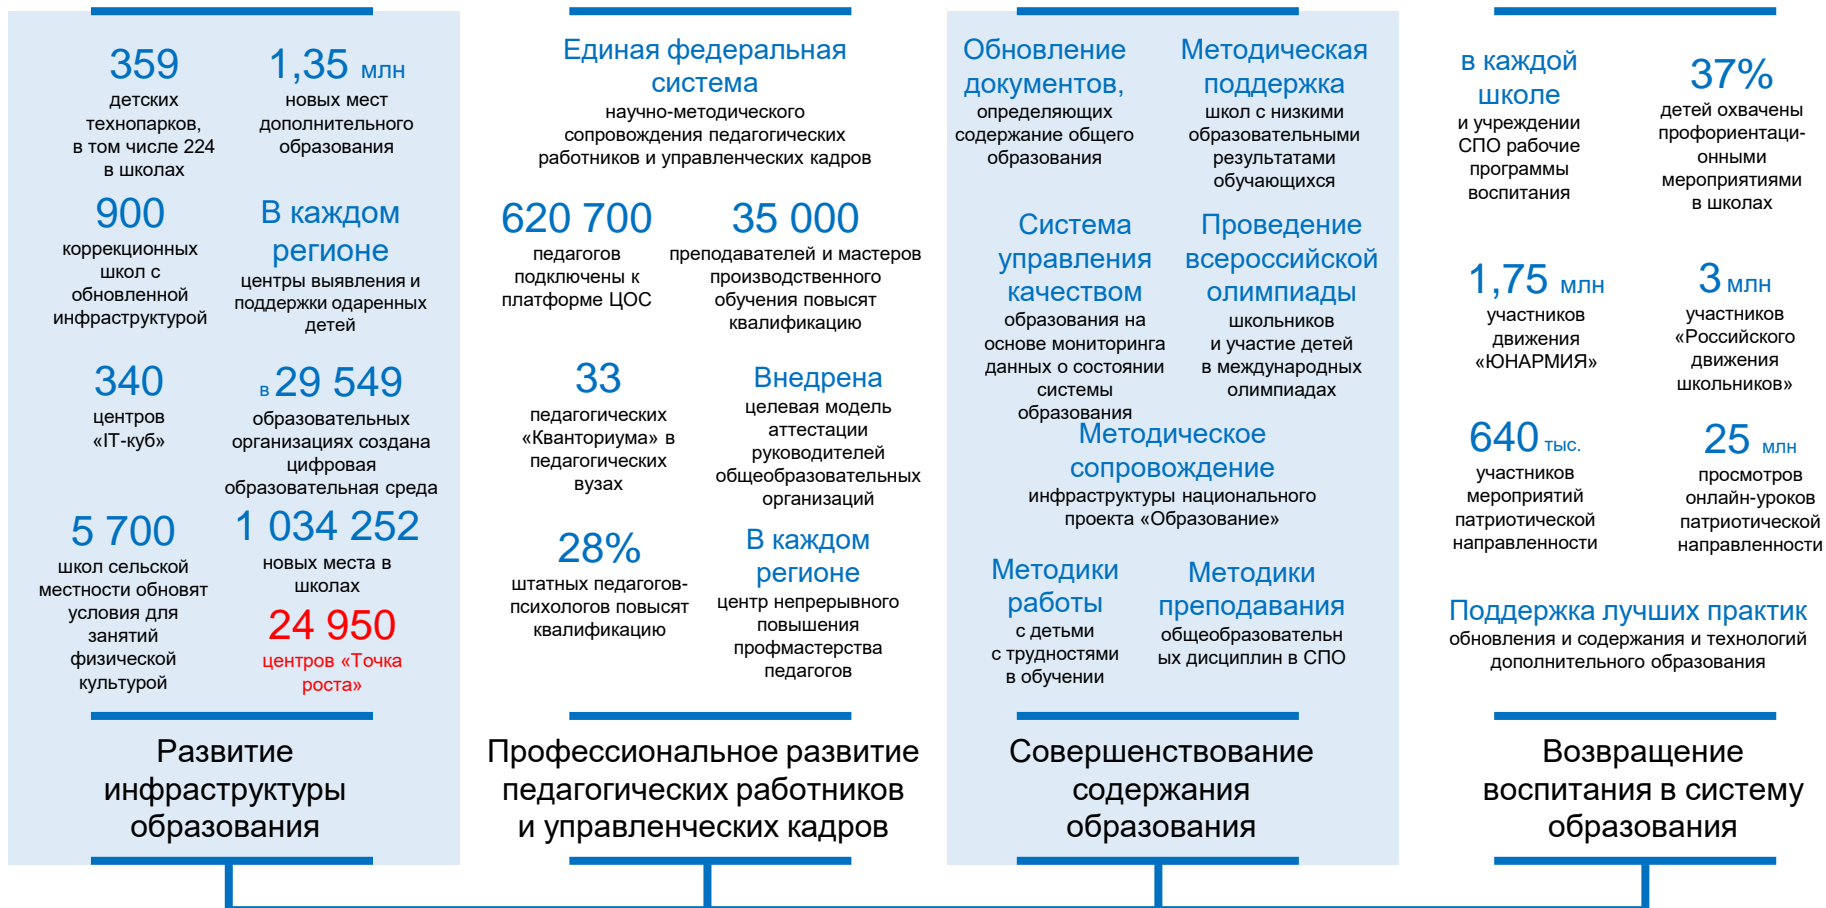 359
детских
технопарков,
в том числе 224
в школах
1,35 млн
новых мест
дополнительного
образования
900
коррекционных
школ с
обновленной
инфраструктурой
В каждом
регионе
центры выявления и
поддержки одаренных
детей
340
центров
«IT-куб»
в 29 549
образовательных
организациях создана
цифровая
образовательная среда
5 700
школ сельской
местности обновят
условия для
занятий
физической
культурой
1 034 252
новых места в
школах
24 950
центров «Точка
роста»
Развитие
инфраструктуры
образования
Единая федеральная
система
научно-методического
сопровождения педагогических
работников и управленческих кадров
620 700
педагогов
подключены к
платформе ЦОС
35 000
преподавателей и мастеров
производственного
обучения повысят
квалификацию
33
педагогических
«Кванториума» в
педагогических
вузах
Внедрена
целевая модель
аттестации
руководителей
общеобразовательных
организаций
28%
штатных педагогов-
психологов повысят
квалификацию
В каждом
регионе
центр непрерывного
повышения
профмастерства
педагогов
Профессиональное развитие
педагогических работников
и управленческих кадров
Обновление
документов,
определяющих
содержание общего
образования
Методическая
поддержка
школ с низкими
образовательными
результатами
обучающихся
Система
управления
качеством
образования на
основе мониторинга
данных о состоянии
системы
образования
Проведение
всероссийской
олимпиады
школьников
и участие детей
в международных
олимпиадах
Методическое
сопровождение
инфраструктуры национального
проекта «Образование»
Методики
работы
с детьми
с трудностями
в обучении
Методики
преподавания
общеобразовательн
ых дисциплин в СПО
Совершенствование
содержания
образования
в каждой
школе
и учреждении
СПО рабочие
программы
воспитания
37%
детей охвачены
профориентаци-
онными
мероприятиями
в школах
1,75 млн
участников
движения
«ЮНАРМИЯ»
3 млн
участников
«Российского
движения
школьников»
640 тыс.
участников
мероприятий
патриотической
направленности
25 млн
просмотров
онлайн-уроков
патриотической
направленности
Поддержка лучших практик
обновления и содержания и технологий
дополнительного образования
Возвращение
воспитания в систему
образования